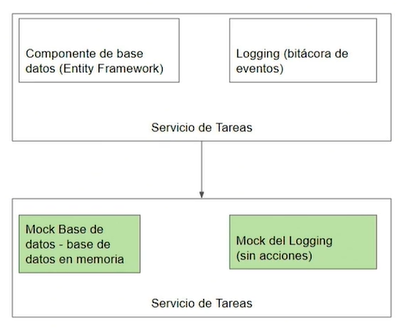 Componente de base
datos (Entity Framework)
Logging (bitácora de
eventos)
Servicio de Tareas
Mock Base de
datos - base de
datos en memoria
Mock del Logging
(sin acciones)
Servicio de Tareas